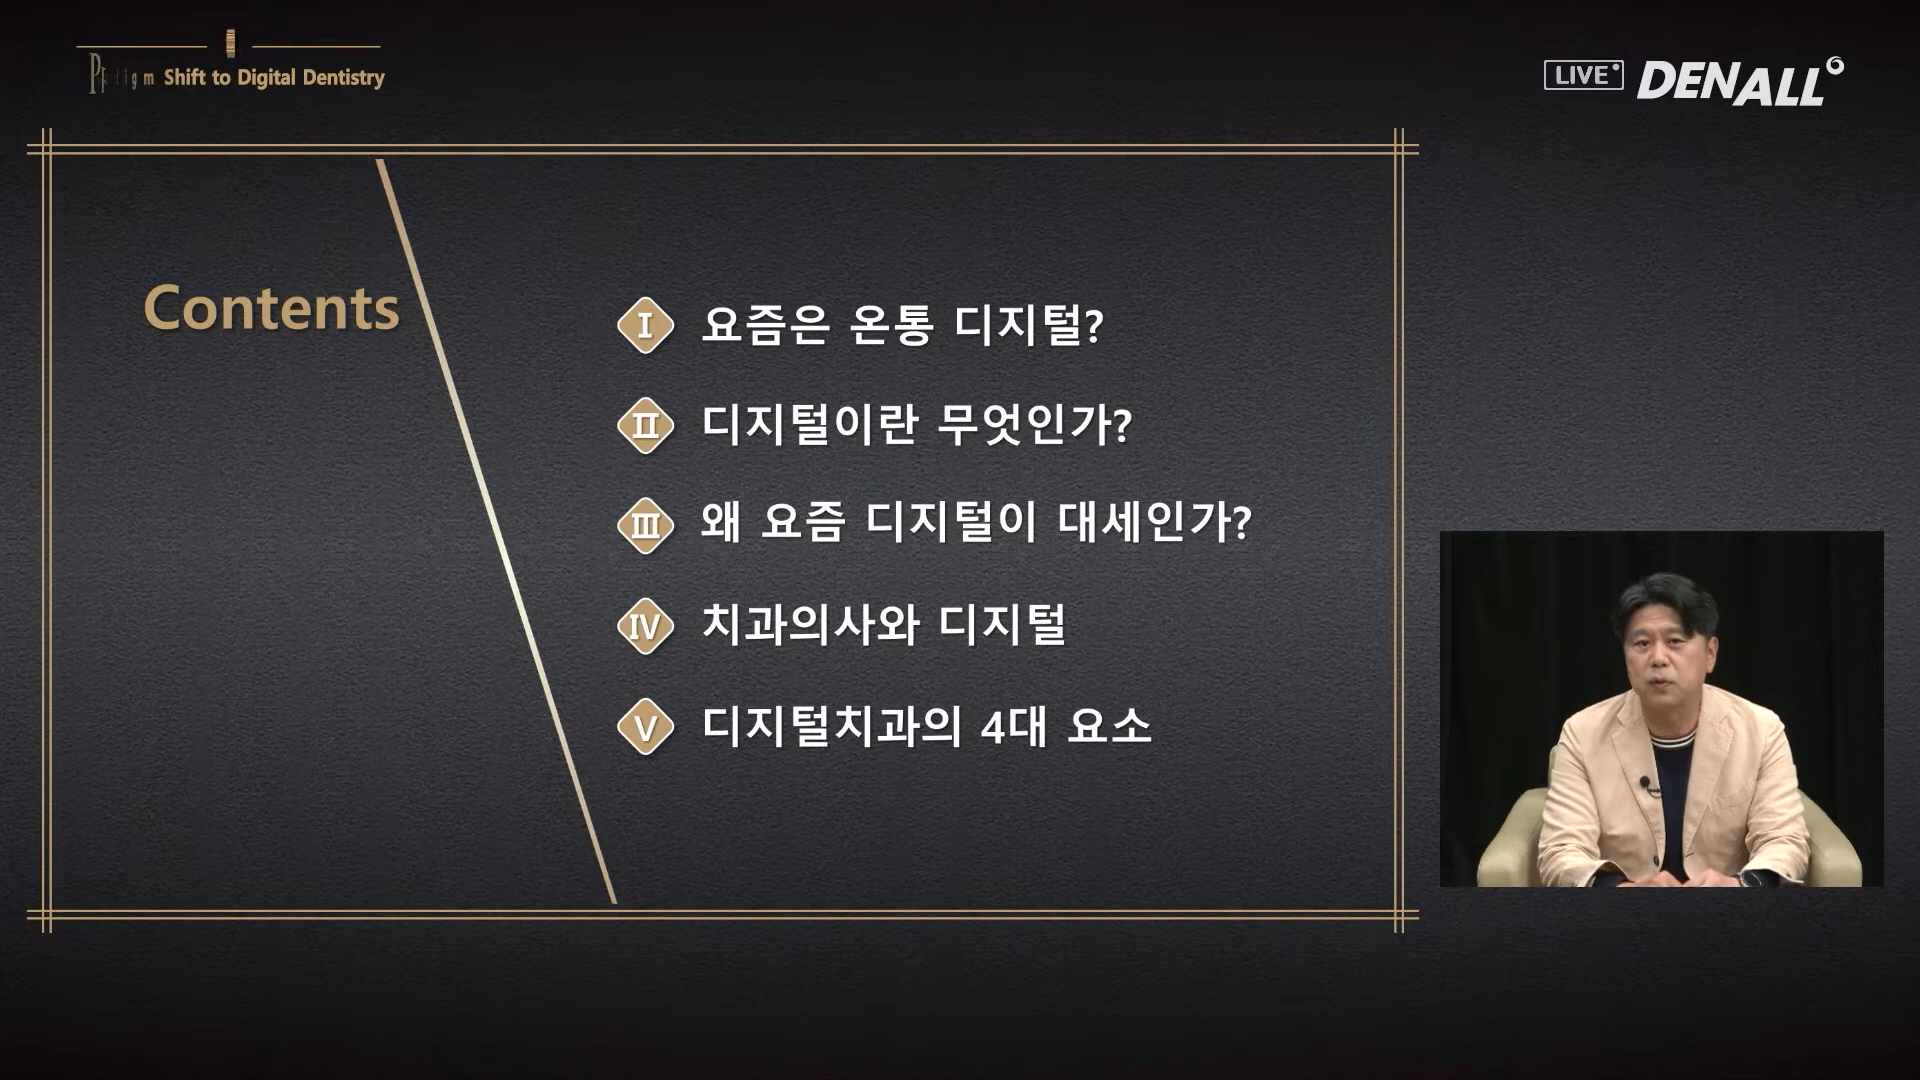 Shift to Digital Dentistry
LIVE
DENALL
Contents
I 요즘은 온통 디지털?
II 디지털이란 무엇인가?
III 왜 요즘 디지털이 대세인가?
IV 치과의사와 디지털
V 디지털치과의 4대 요소